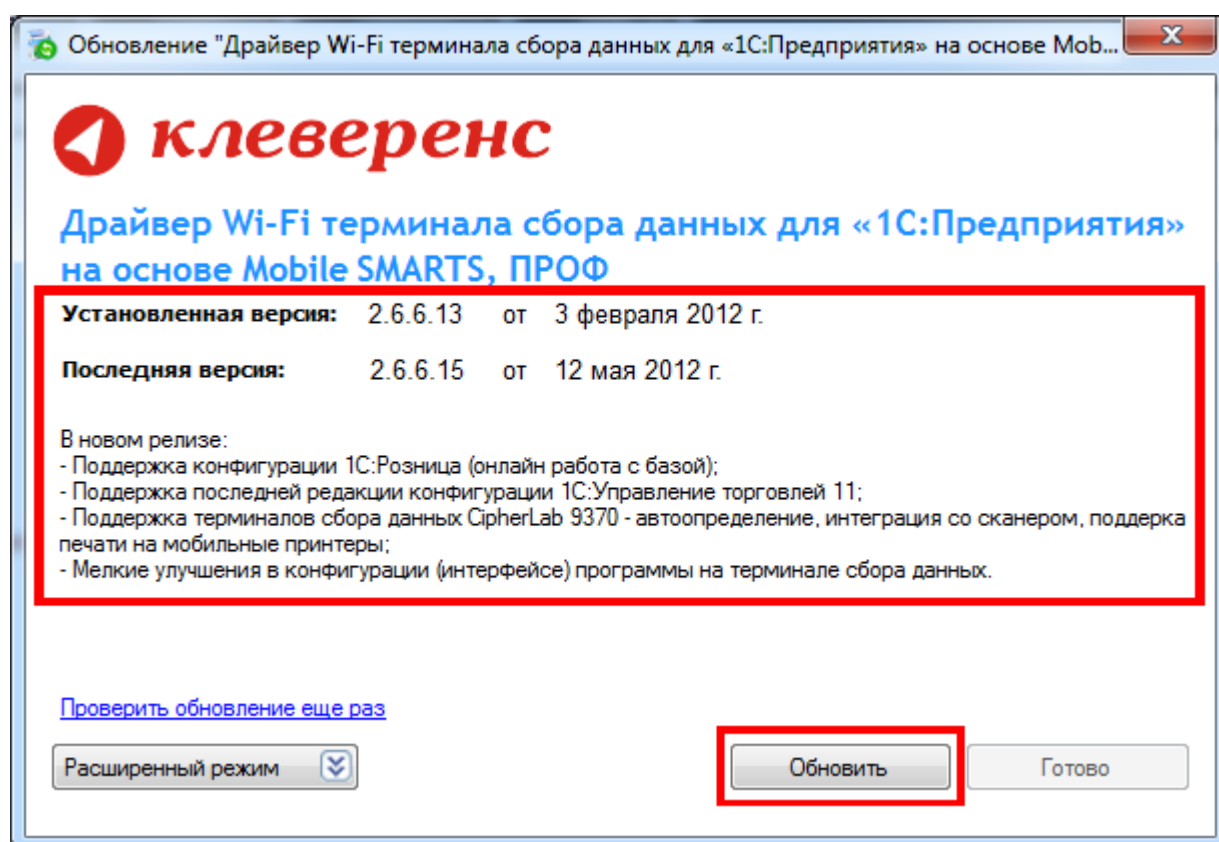 Обновление "Драйвер Wi-Fi терминала сбора данных для «1С:Предприятия» на основе Mob...
клеверенс
Драйвер Wi-Fi терминала сбора данных для «1С:Предприятия»
на основе Mobile SMARTS, ПРОФ
Установленная версия: 2.6.6.13 от 3 февраля 2012 г.
Последняя версия: 2.6.6.15 от 12 мая 2012 г.
В новом релизе:
- Поддержка конфигурации 1С:Розница (онлайн работа с базой);
- Поддержка последней редакции конфигурации 1С:Управление торговлей 11;
- Поддержка терминалов сбора данных CipherLab 9370 - автоопределение, интеграция со сканером, поддерка
печати на мобильные принтеры;
- Мелкие улучшения в конфигурации (интерфейсе) программы на терминале сбора данных.
Проверить обновление еще раз
Расширенный режим Обновить Готово